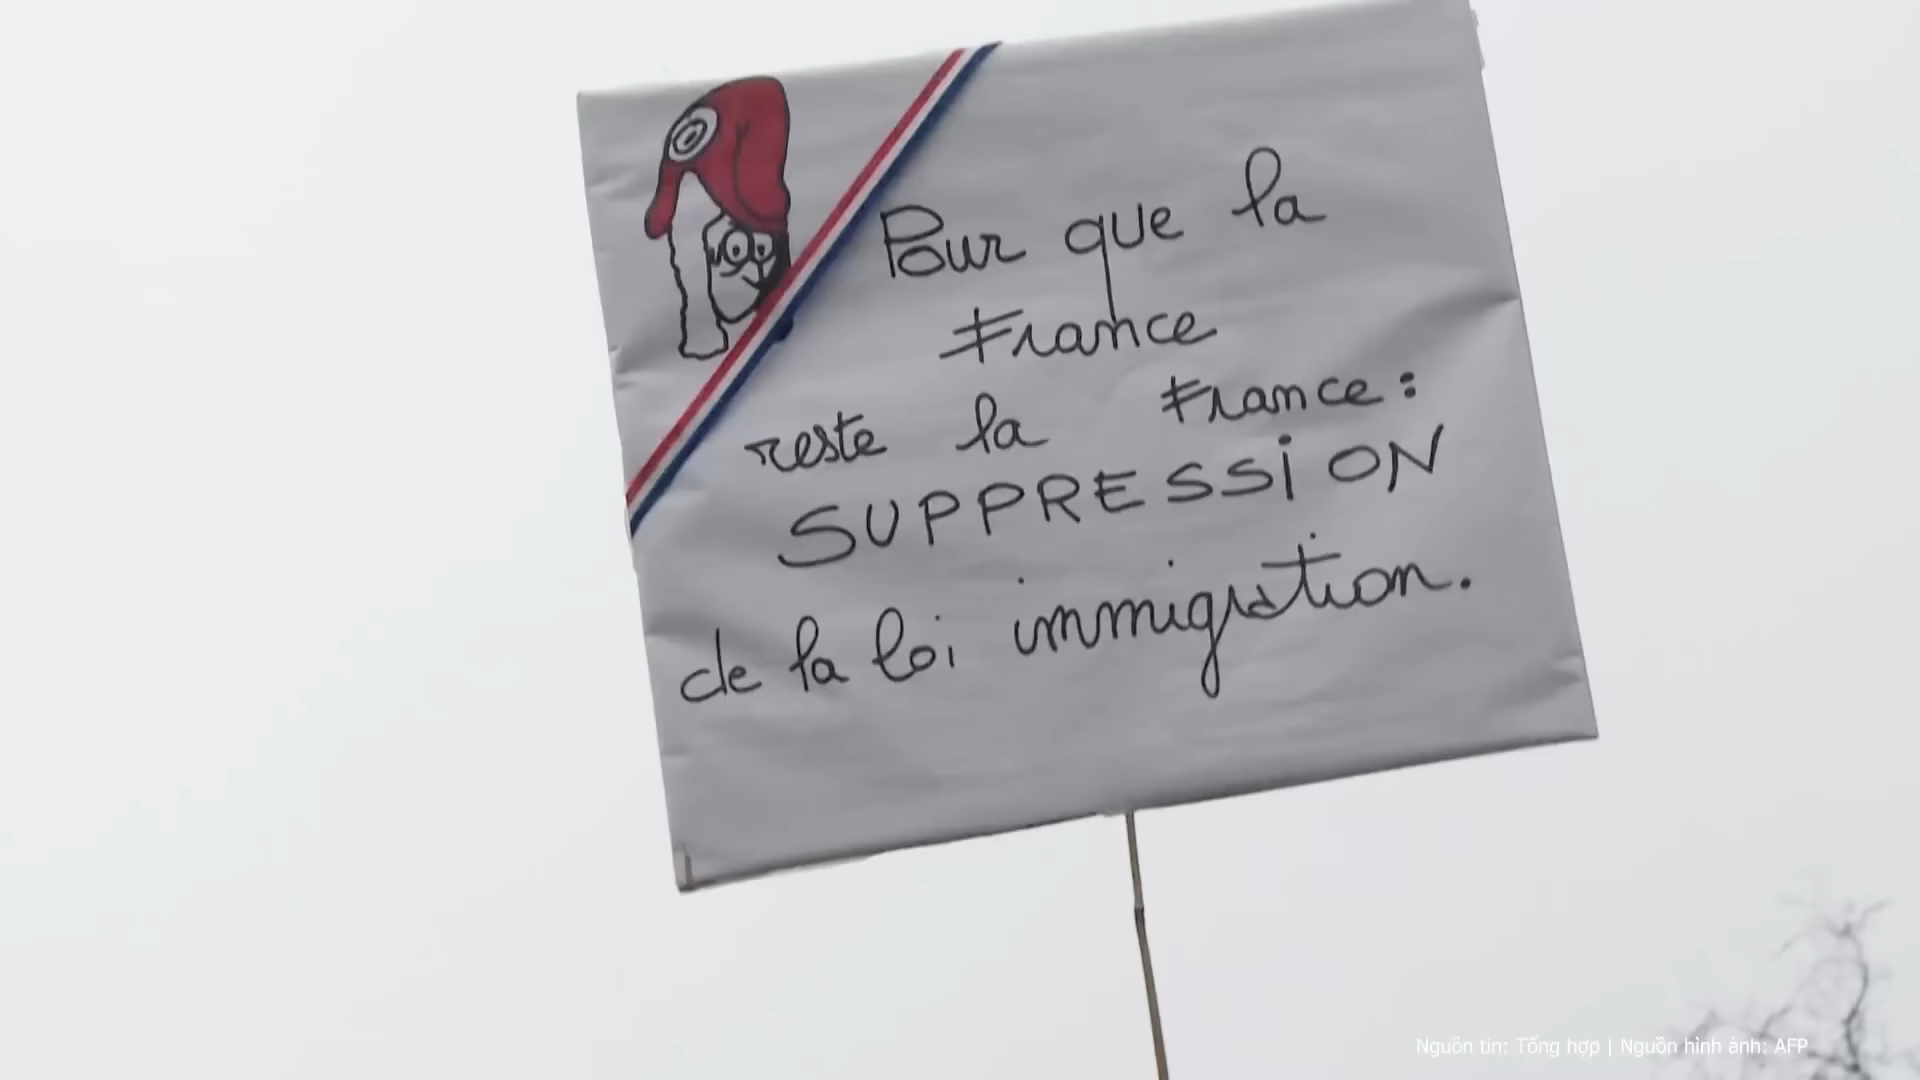 Pour que la
France
reste la France :
SUPPRESSiON
de la loi immigration.
Nguồn tin: Tổng hợp | Nguồn hình ảnh: AFP